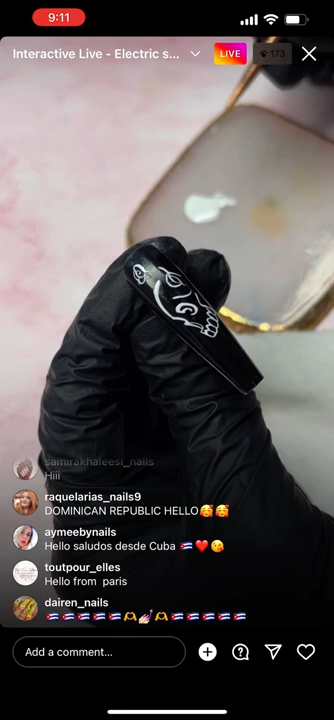 9:11
Interactive Live - Electric s...
LIVE
173
samirakhaleesi_nails
Hiii
raquelarias_nails9
DOMINICAN REPUBLIC HELLO🥰🥰
aymeebynails
Hello saludos desde Cuba 🇨🇺❤️😘
toutpour_elles
Hello from paris
dairen_nails
🇨🇺🇨🇺🇨🇺🇨🇺🇨🇺🫶💅🏻🫶🇨🇺🇨🇺🇨🇺🇨🇺🇨🇺
Add a comment...